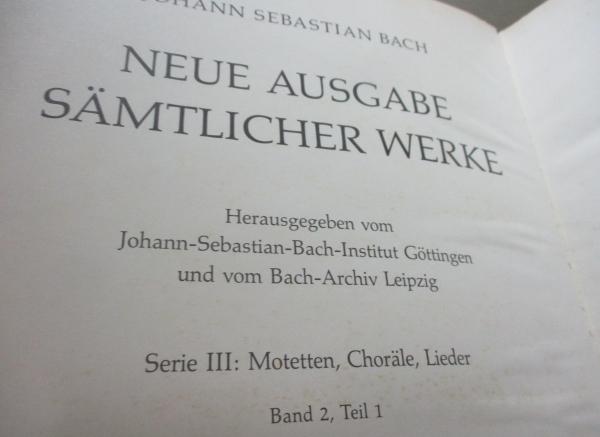 JOHANN SEBASTIAN BACH
NEUE AUSGABE
SÄMTLICHER WERKE
Herausgegeben vom
Johann-Sebastian-Bach-Institut Göttingen
und vom Bach-Archiv Leipzig
Serie III: Motetten, Choräle, Lieder
Band 2, Teil 1